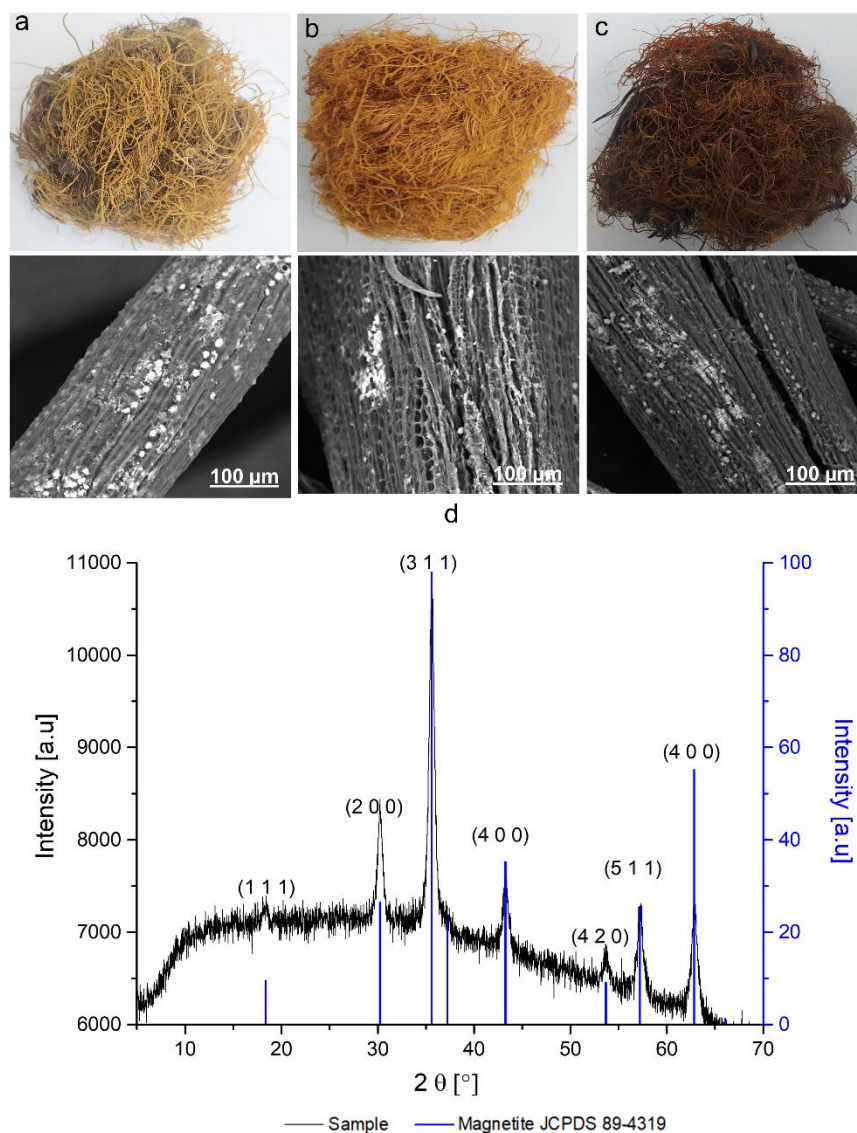 a
b
c
100 µm
100 µm
100 µm
d
11000
10000
9000
8000
7000
6000
Intensity [a.u]
(1 1 1)
(2 0 0)
(3 1 1)
(4 0 0)
(4 2 0)
(5 1 1)
(4 0 0)
100
80
60
40
20
0
Intensity [a.u]
10 20 30 40 50 60 70
2 θ [°]
Sample Magnetite JCPDS 89-4319